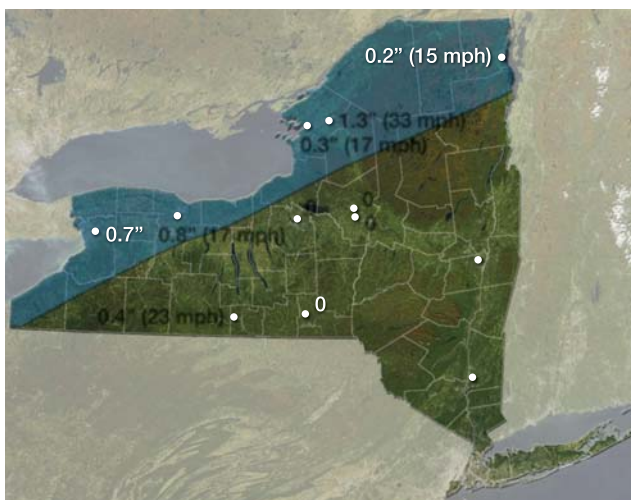 0.2” (15 mph)
1.3” (33 mph)
0.3” (17 mph)
0
0
0
0.7”
0.8” (17 mph)
0
0.4” (23 mph)